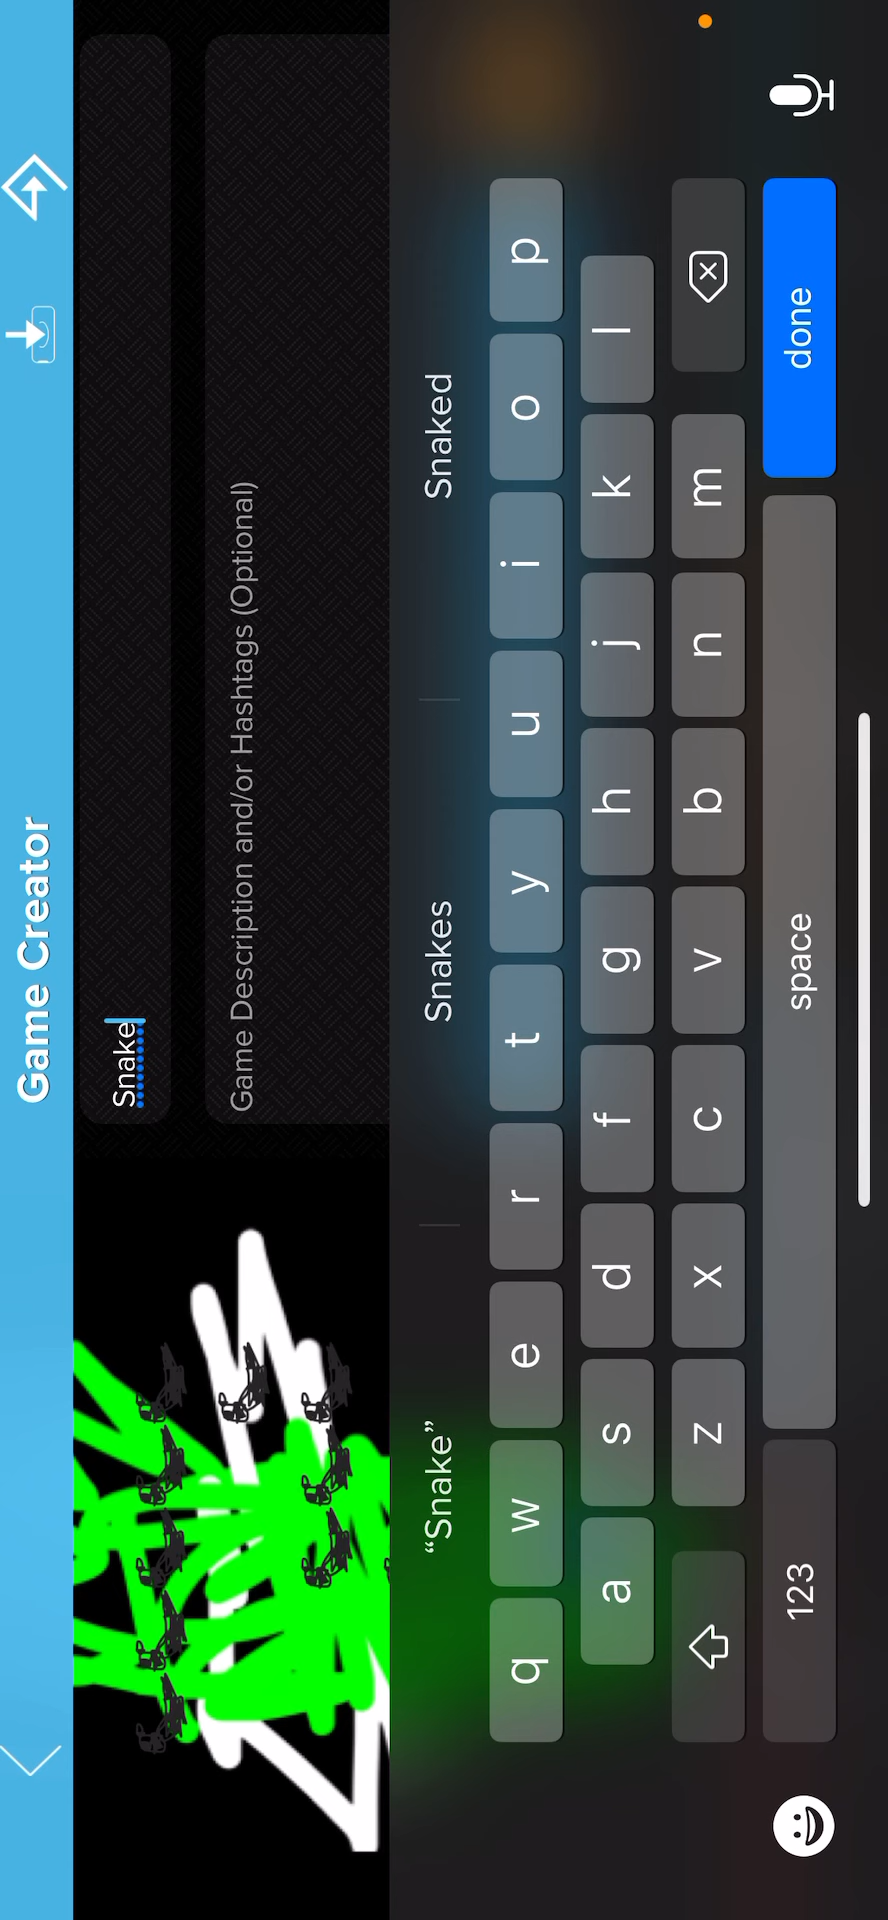 Game Creator
Snake
Game Description and/or Hashtags (Optional)
“Snake” Snakes Snaked
q w e r t y u i o p
a s d f g h j k l
z x c v b n m
123 space done